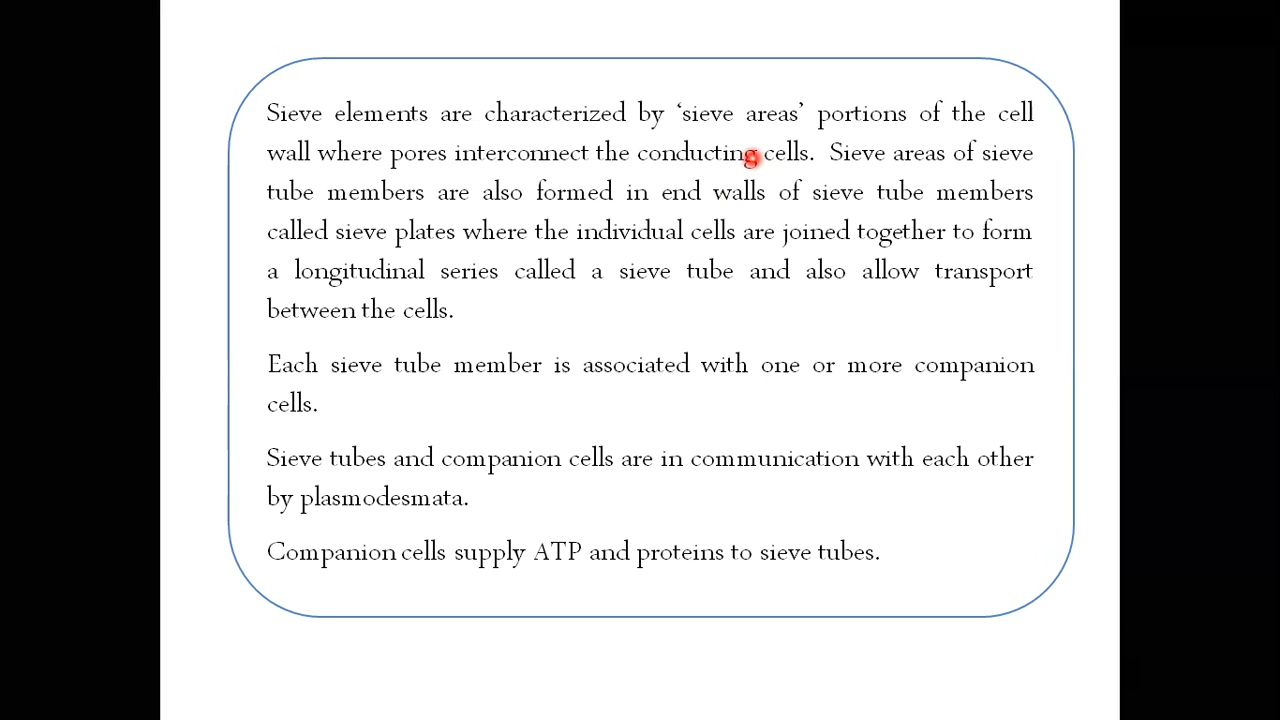 Sieve elements are characterized by ‘sieve areas’ portions of the cell
wall where pores interconnect the conducting cells.  Sieve areas of sieve
tube members are also formed in end walls of sieve tube members
called sieve plates where the individual cells are joined together to form
a longitudinal series called a sieve tube and also allow transport
between the cells.
Each sieve tube member is associated with one or more companion
cells.
Sieve tubes and companion cells are in communication with each other
by plasmodesmata.
Companion cells supply ATP and proteins to sieve tubes.